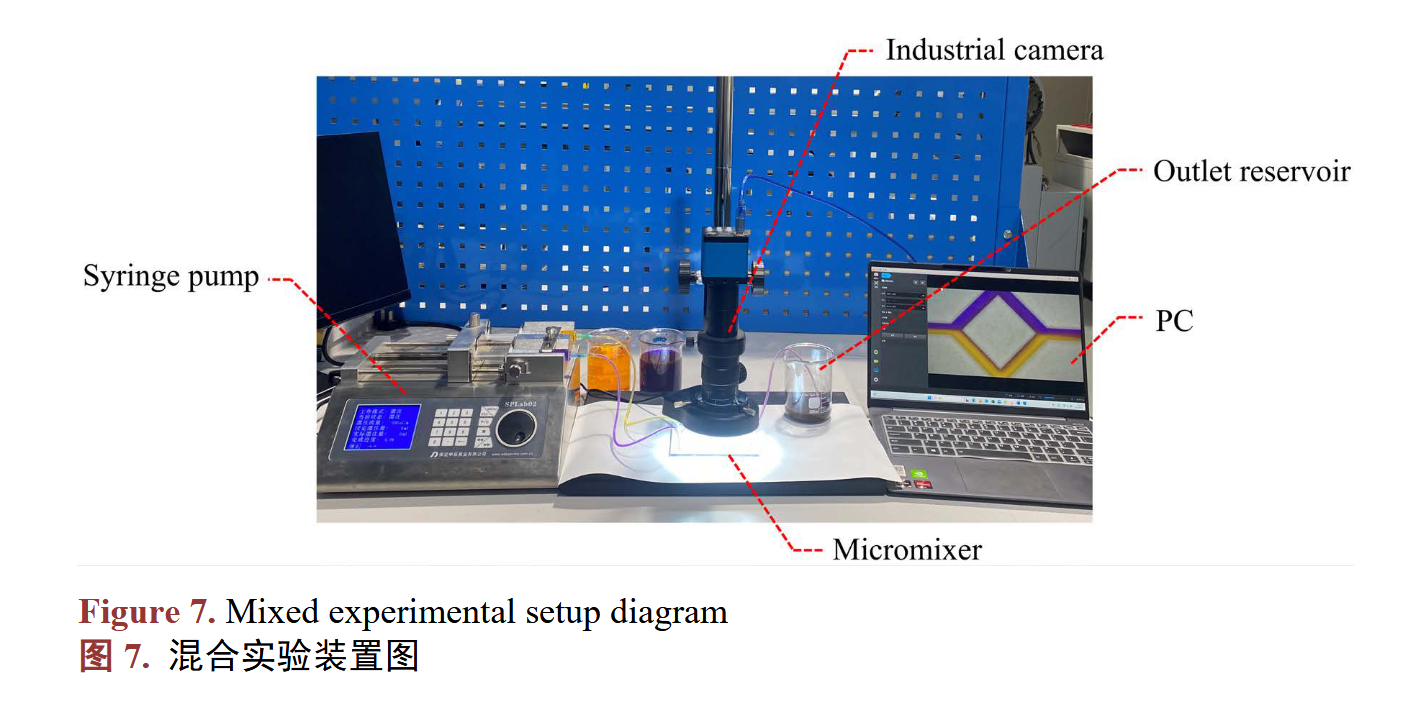 Industrial camera
Outlet reservoir
Syringe pump
PC
SPLab02
Micromixer
Figure 7. Mixed experimental setup diagram
图 7. 混合实验装置图